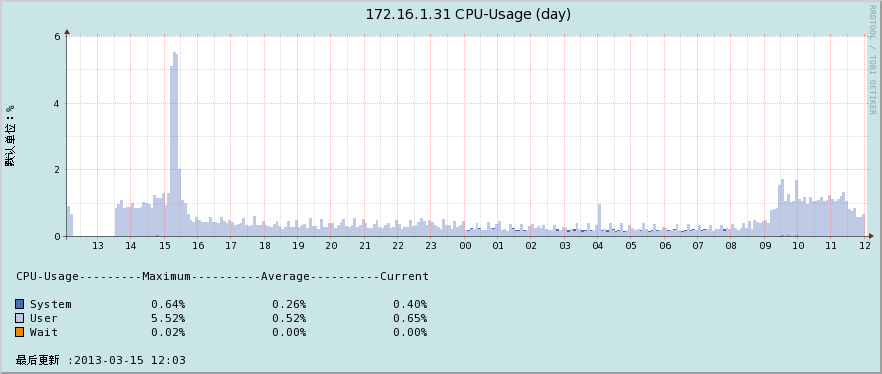 172.16.1.31 CPU-Usage (day)
RRDTOOL / TOBI OETIKER
默认单位: %
6
4
2
0
13 14 15 16 17 18 19 20 21 22 23 00 01 02 03 04 05 06 07 08 09 10 11 12
CPU-Usage---------Maximum----------Average----------Current
System 0.64% 0.26% 0.40%
User 5.52% 0.52% 0.65%
Wait 0.02% 0.00% 0.00%
最后更新 :2013-03-15 12:03